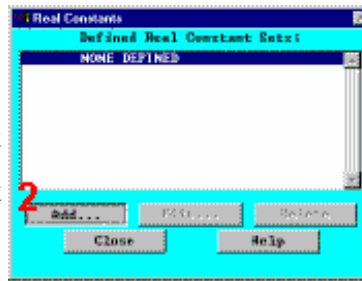 Real Constants
Defined Real Constant Sets:
NONE DEFINED
2
Add... Edit... Delete
Close Help